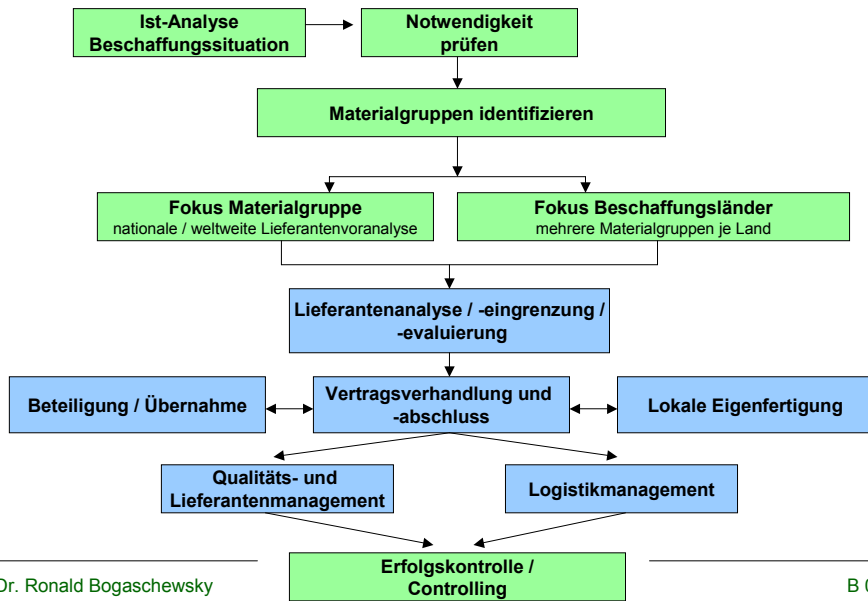 Ist-Analyse
Beschaffungssituation
Notwendigkeit
prüfen
Materialgruppen identifizieren
Fokus Materialgruppe
nationale / weltweite Lieferantenvoranalyse
Fokus Beschaffungsländer
mehrere Materialgruppen je Land
Lieferantenanalyse / -eingrenzung /
-evaluierung
Beteiligung / Übernahme
Vertragsverhandlung und
-abschluss
Lokale Eigenfertigung
Qualitäts- und
Lieferantenmanagement
Logistikmanagement
Erfolgskontrolle /
Controlling
Dr. Ronald Bogaschewsky
B